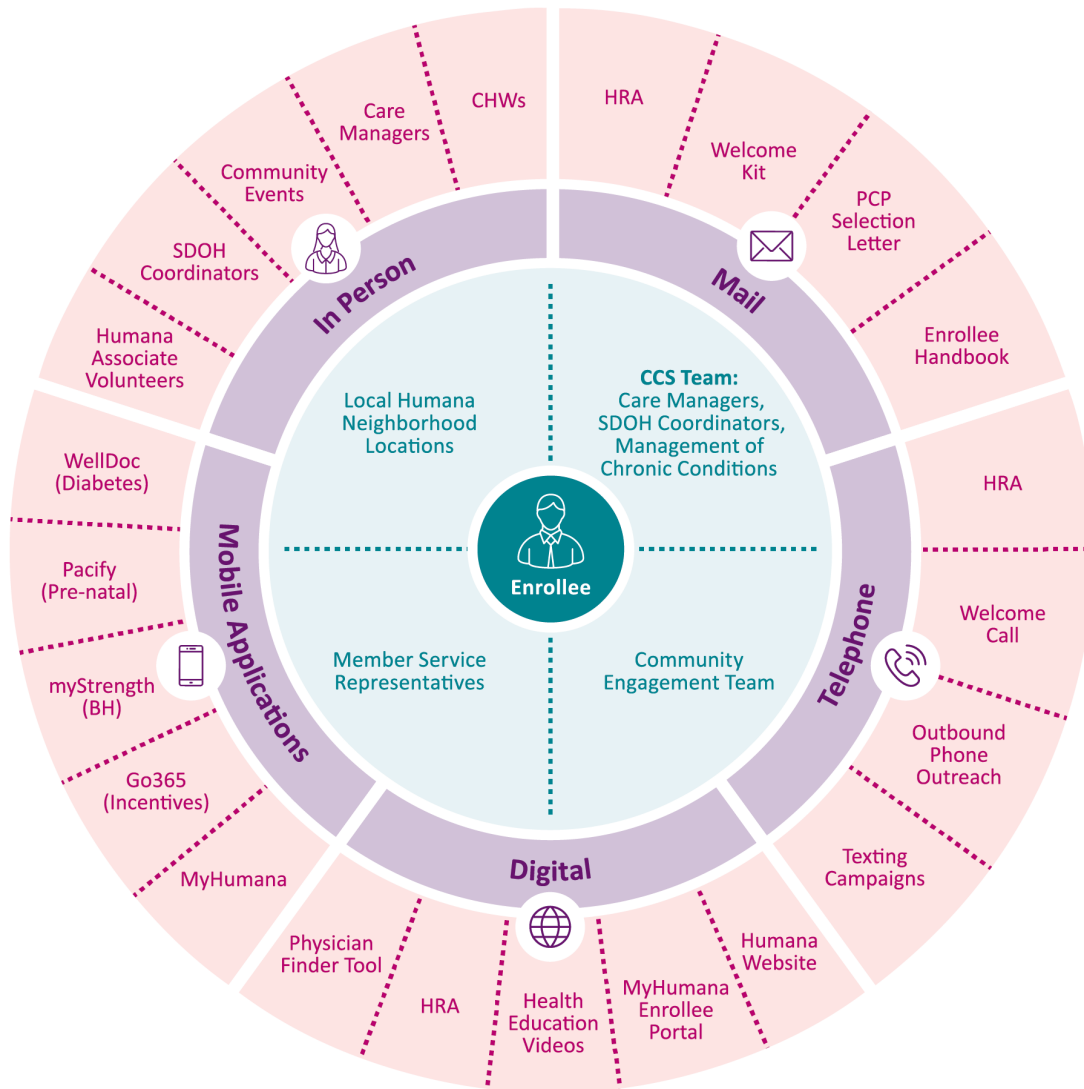 HRA
Welcome
Kit
PCP
Selection
Letter
Enrollee
Handbook
Mail
HRA
Welcome
Call
Outbound
Phone
Outreach
Texting
Campaigns
Telephone
Humana
Website
MyHumana
Enrollee
Portal
Health
Education
Videos
HRA
Physician
Finder Tool
Digital
MyHumana
Go365
(Incentives)
myStrength
(BH)
Pacify
(Pre-natal)
WellDoc
(Diabetes)
Mobile Applications
Humana
Associate
Volunteers
SDOH
Coordinators
Community
Events
Care
Managers
CHWs
In Person
Local Humana
Neighborhood
Locations
CCS Team:
Care Managers,
SDOH Coordinators,
Management of
Chronic Conditions
Enrollee
Member Service
Representatives
Community
Engagement Team